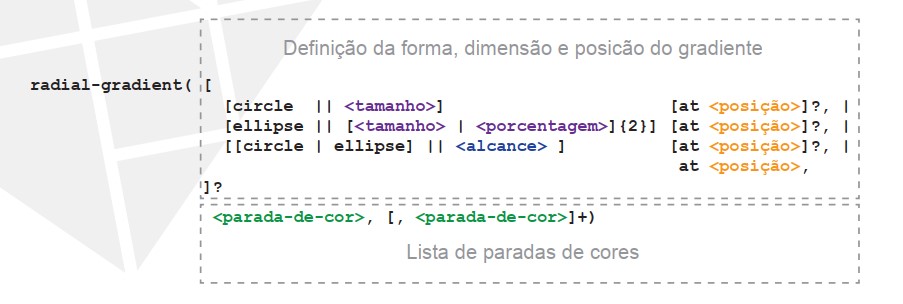 Definição da forma, dimensão e posicão do gradiente
radial-gradient( [
[circle || <tamanho>] [at <posição>]?, |
[ellipse || [<tamanho> | <porcentagem>]{2}] [at <posição>]?, |
[[circle | ellipse] || <alcance> ] [at <posição>]?, |
at <posição>,
]?
<parada-de-cor>, [, <parada-de-cor>]+)
Lista de paradas de cores